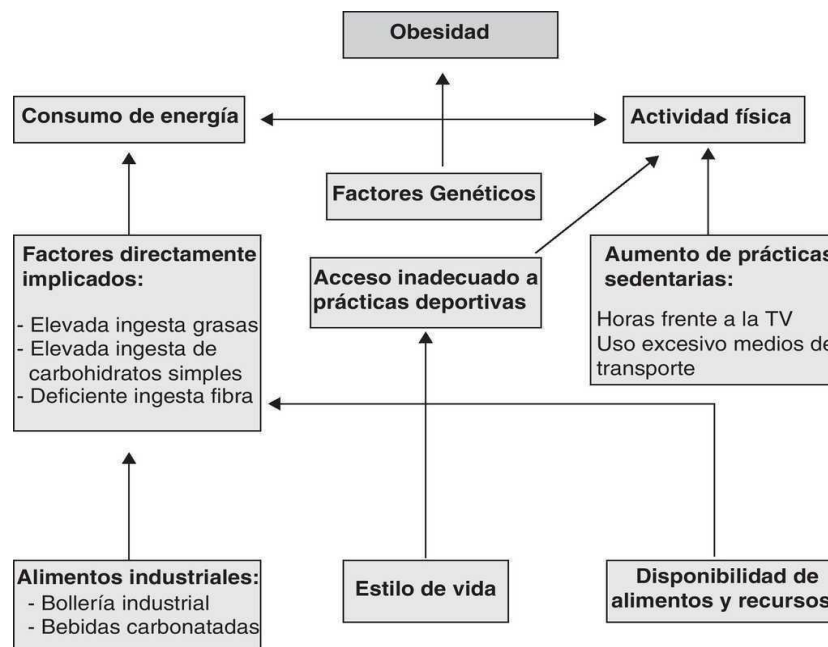 Obesidad
Consumo de energía
Actividad física
Factores Genéticos
Factores directamente
implicados:
- Elevada ingesta grasas
- Elevada ingesta de
carbohidratos simples
- Deficiente ingesta fibra
Acceso inadecuado a
prácticas deportivas
Aumento de prácticas
sedentarias:
Horas frente a la TV
Uso excesivo medios de
transporte
Alimentos industriales:
- Bollería industrial
- Bebidas carbonatadas
Estilo de vida
Disponibilidad de
alimentos y recursos